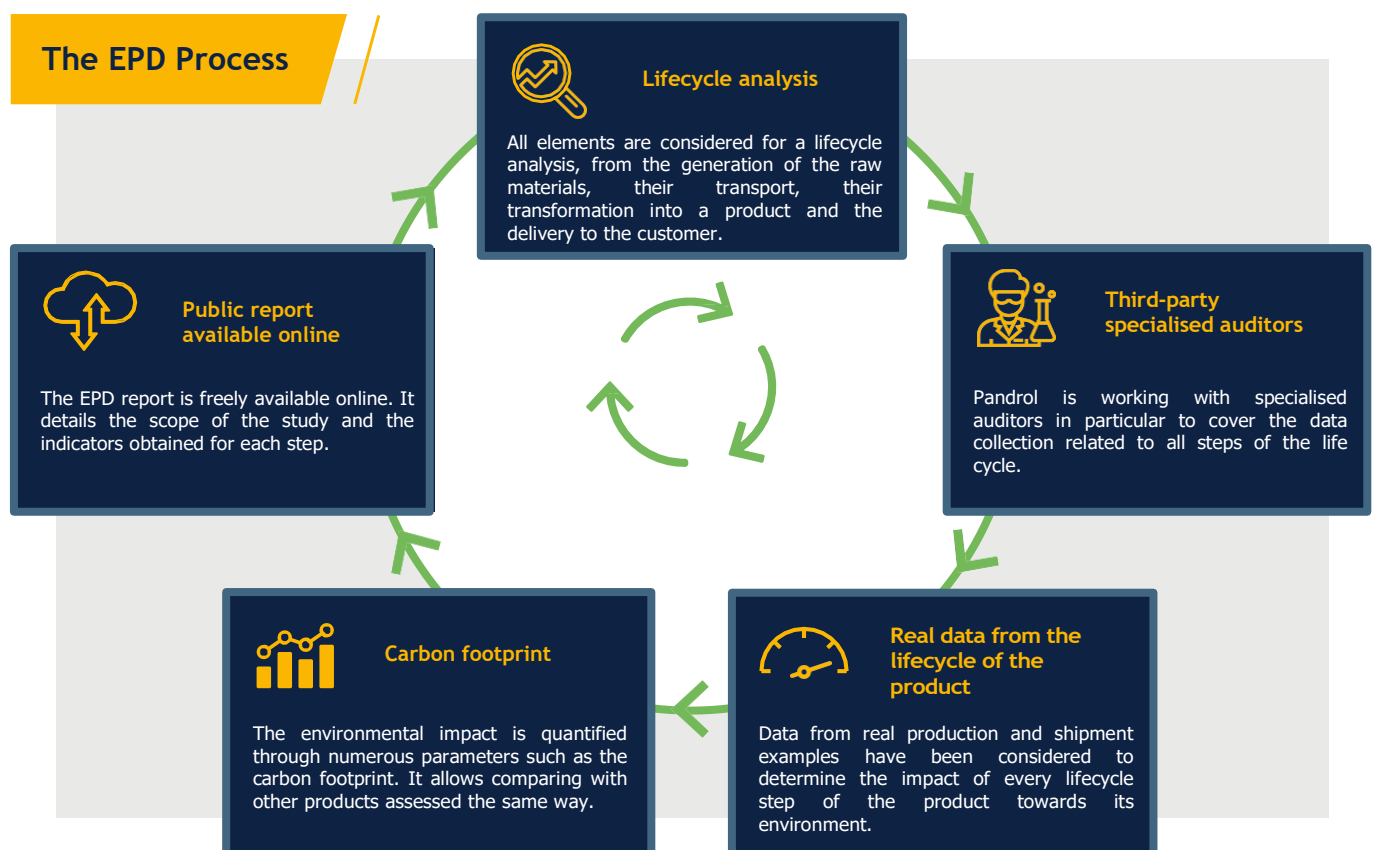 The EPD Process
Lifecycle analysis
All elements are considered for a lifecycle
analysis, from the generation of the raw
materials, their transport, their
transformation into a product and the
delivery to the customer.
Third-party
specialised auditors
Pandrol is working with specialised
auditors in particular to cover the data
collection related to all steps of the life
cycle.
Real data from the
lifecycle of the
product
Data from real production and shipment
examples have been considered to
determine the impact of every lifecycle
step of the product towards its
environment.
Carbon footprint
The environmental impact is quantified
through numerous parameters such as the
carbon footprint. It allows comparing with
other products assessed the same way.
Public report
available online
The EPD report is freely available online. It
details the scope of the study and the
indicators obtained for each step.